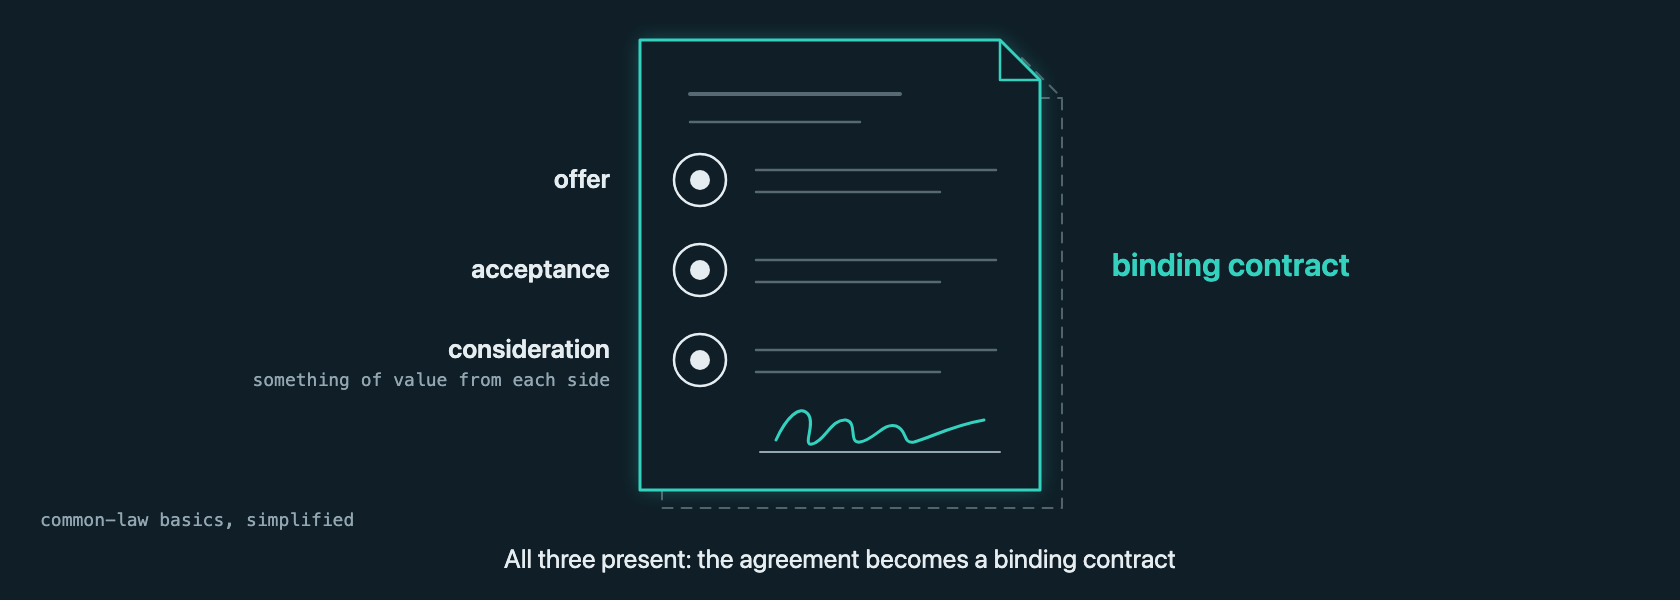 offer
acceptance
consideration
something of value from each side
binding contract
common-law basics, simplified
All three present: the agreement becomes a binding contract